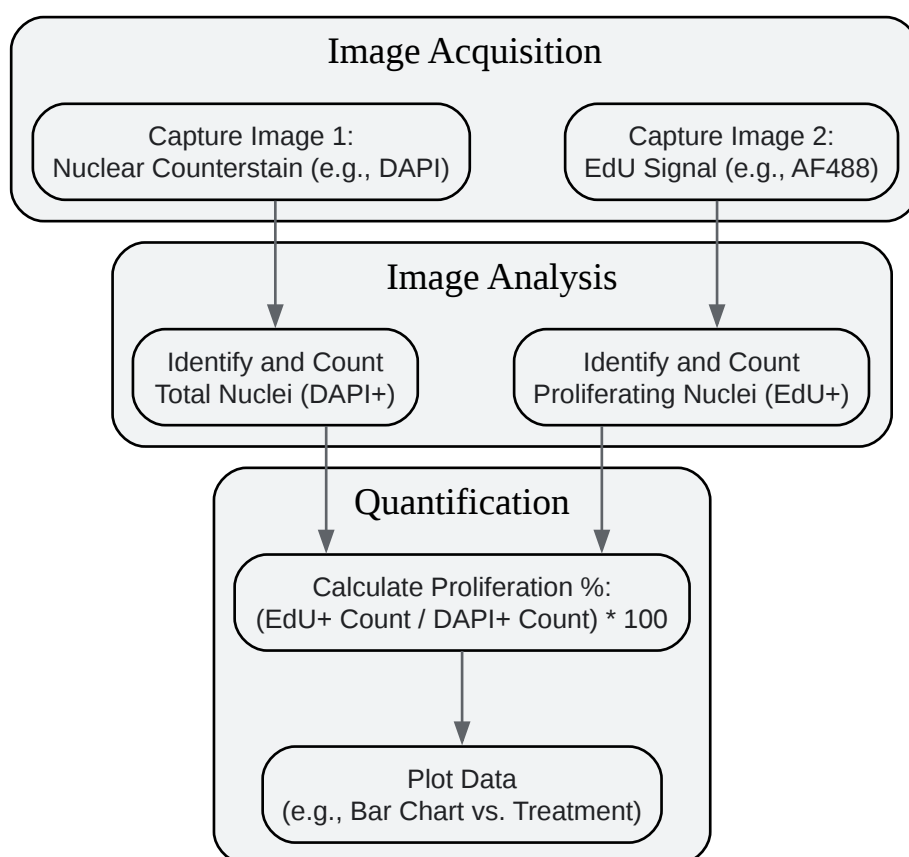 Image Acquisition
Capture Image 1:
Nuclear Counterstain (e.g., DAPI)
Capture Image 2:
EdU Signal (e.g., AF488)
Image Analysis
Identify and Count
Total Nuclei (DAPI+)
Identify and Count
Proliferating Nuclei (EdU+)
Quantification
Calculate Proliferation %:
(EdU+ Count / DAPI+ Count) * 100
Plot Data
(e.g., Bar Chart vs. Treatment)